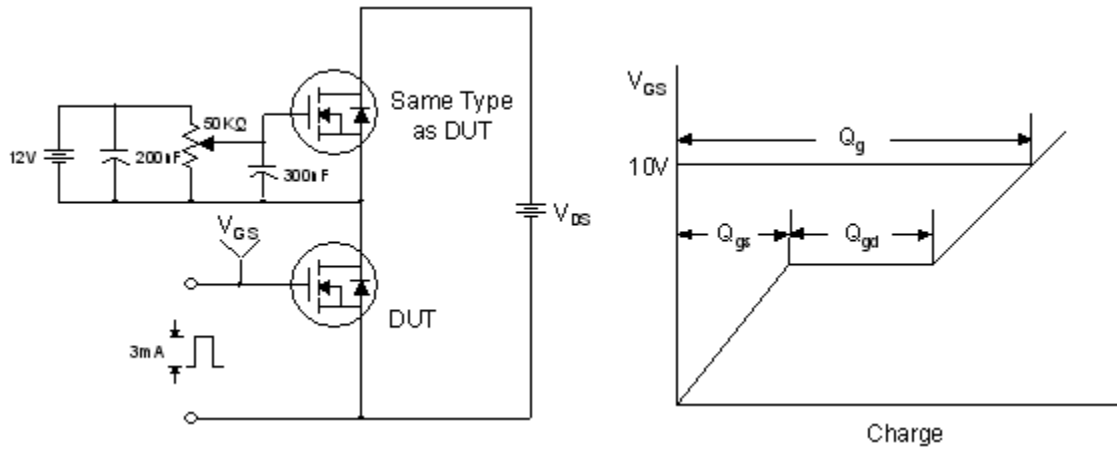 Same Type
as DUT
50KΩ
12V
200nF
300nF
V_GS
V_DS
DUT
3mA
V_GS
Q_g
10V
Q_gs
Q_gd
Charge